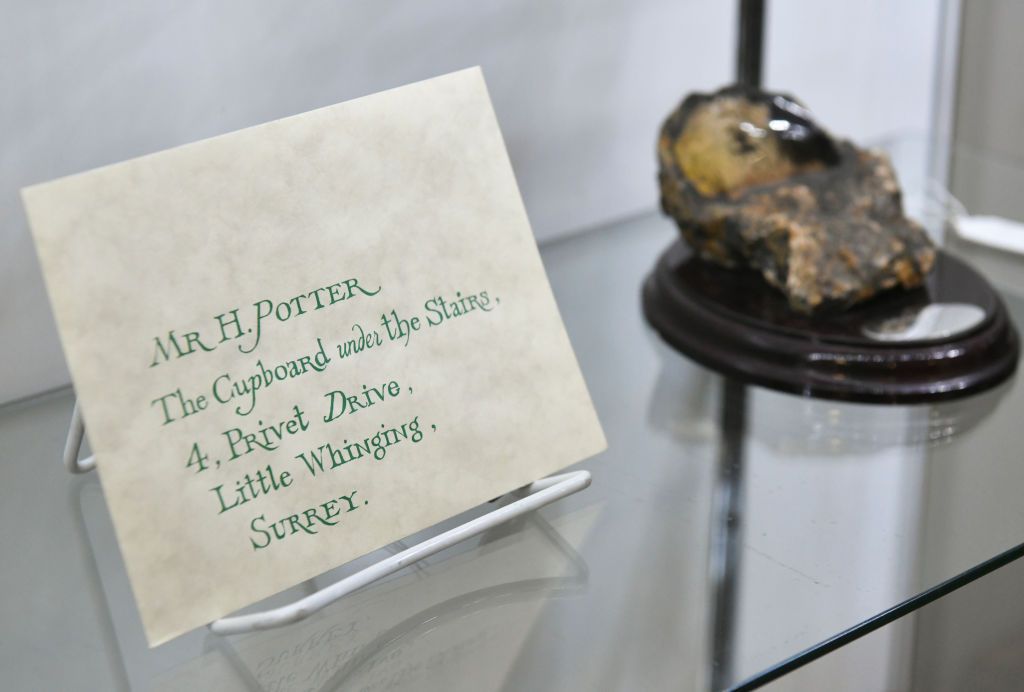 Mr H. Potter
The Cupboard under the Stairs,
4, Privet Drive,
Little Whinging,
Surrey.